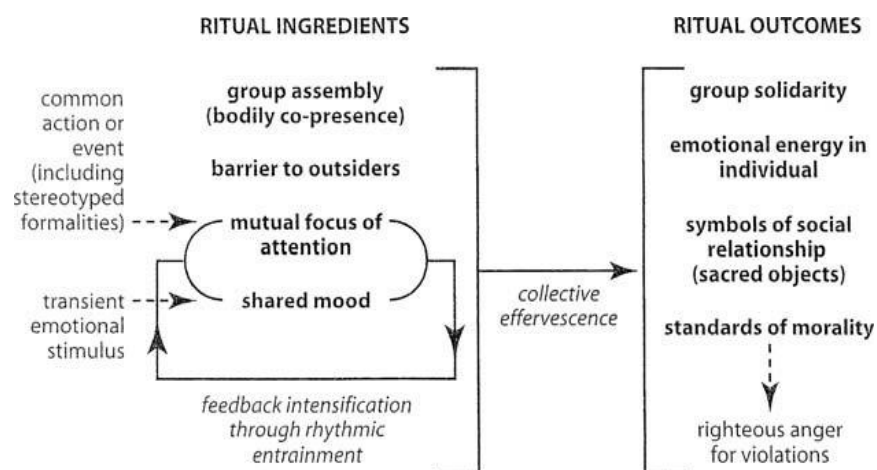 RITUAL INGREDIENTS
common
action or
event
(including
stereotyped
formalities)
transient
emotional
stimulus
group assembly
(bodily co-presence)
barrier to outsiders
mutual focus of
attention
shared mood
feedback intensification
through rhythmic
entrainment
collective
effervescence
RITUAL OUTCOMES
group solidarity
emotional energy in
individual
symbols of social
relationship
(sacred objects)
standards of morality
righteous anger
for violations